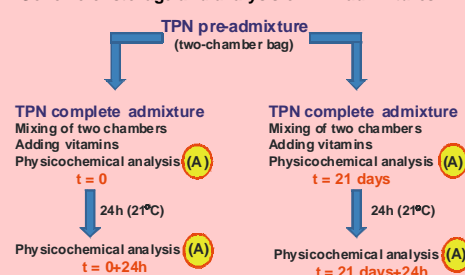 TPN pre-admixture
(two-chamber bag)
TPN complete admixture
Mixing of two chambers
Adding vitamins
Physicochemical analysis (A)
t = 0
24h (21°C)
Physicochemical analysis (A)
t = 0+24h
TPN complete admixture
Mixing of two chambers
Adding vitamins
Physicochemical analysis (A)
t = 21 days
24h (21°C)
Physicochemical analysis (A)
t = 21 days+24h